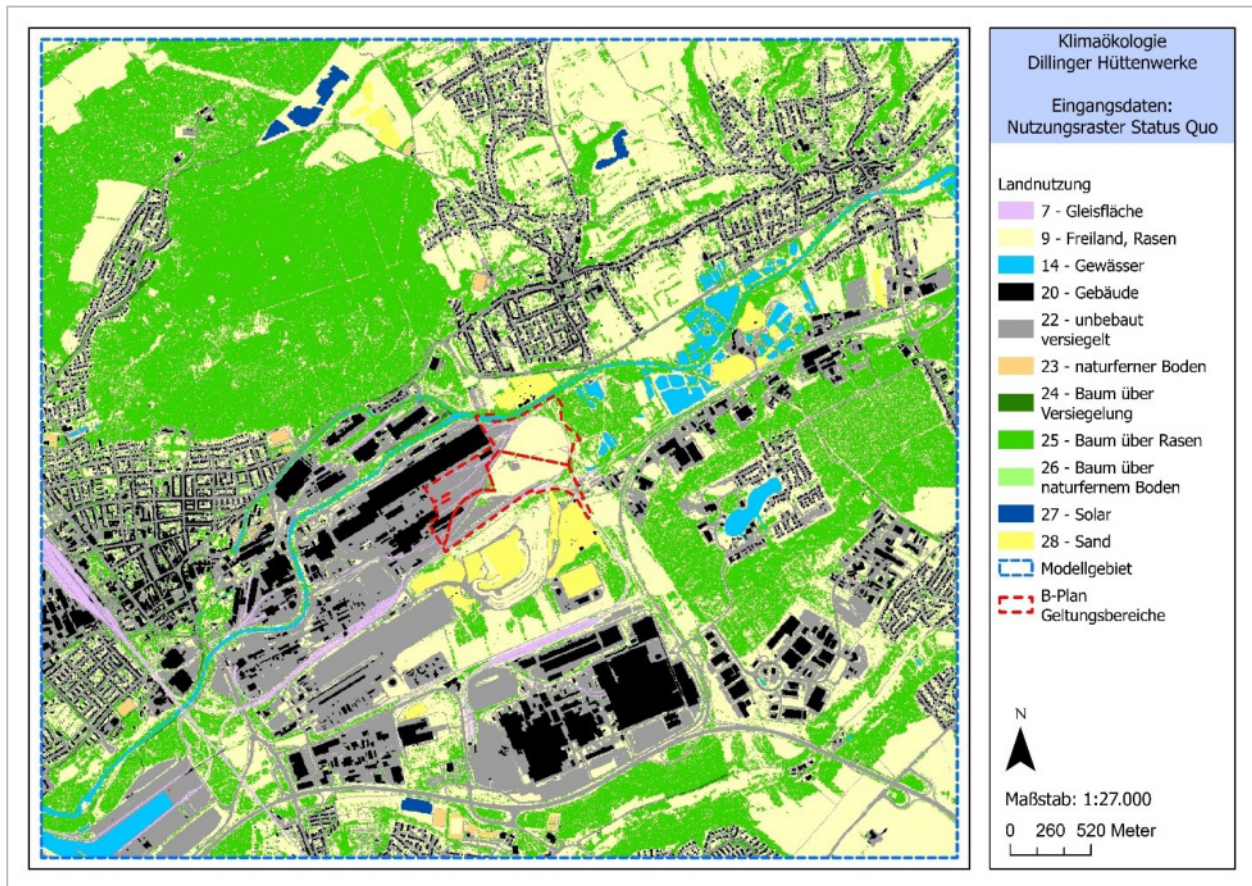 Klimaökologie
Dillinger Hüttenwerke
Eingangsdaten:
Nutzungsraster Status Quo
Landnutzung
7 - Gleisfläche
9 - Freiland, Rasen
14 - Gewässer
20 - Gebäude
22 - unbebaut
versiegelt
23 - naturferner Boden
24 - Baum über
Versiegelung
25 - Baum über Rasen
26 - Baum über
naturfernem Boden
27 - Solar
28 - Sand
Modellgebiet
B-Plan
Geltungsbereiche
N
Maßstab: 1:27.000
0 260 520 Meter